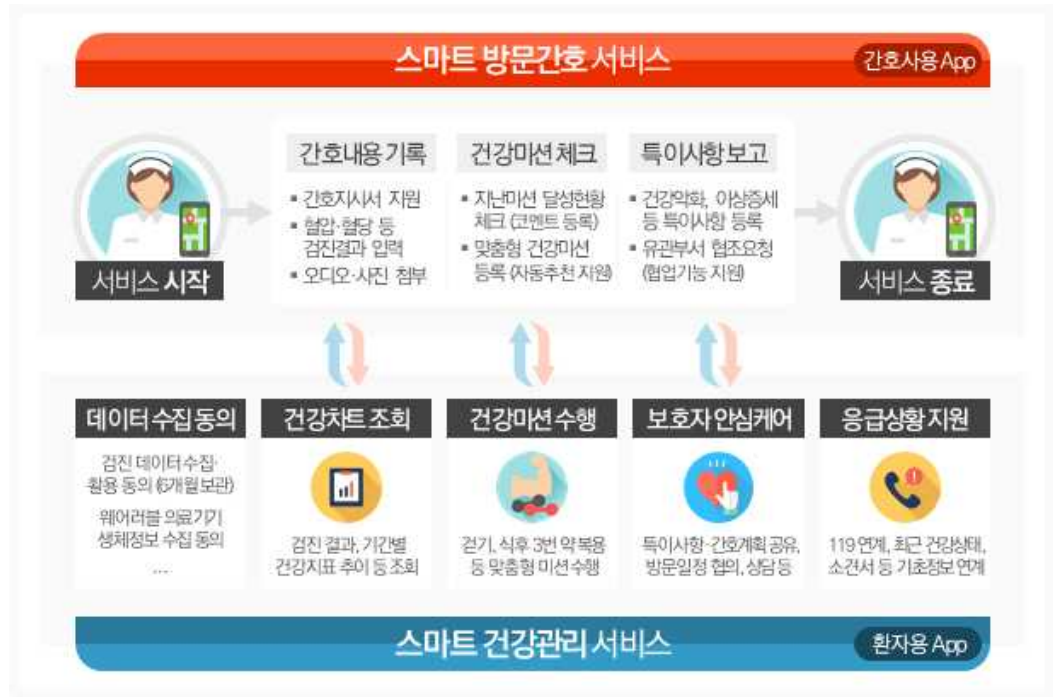 스마트 방문간호 서비스
간호사용 App
간호내용 기록
▪ 간호지시서 지원
▪ 혈압·혈당 등
검진결과 입력
▪ 오디오·사진 첨부
건강미션 체크
▪ 지난미션 달성현황
체크 (코멘트 등록)
▪ 맞춤형 건강미션
등록 (자동추천 지원)
특이사항 보고
▪ 건강악화, 이상증세
등 특이사항 등록
▪ 유관부서 협조요청
(협업기능 지원)
서비스 시작
서비스 종료
데이터 수집 동의
검진 데이터 수집·
활용 동의 (6개월 보관)
웨어러블 의료기기
생체정보 수집 동의
...
건강차트 조회
검진 결과, 기간별
건강지표 추이 등 조회
건강미션 수행
걷기, 식후 3번 약 복용
등 맞춤형 미션 수행
보호자 안심케어
특이사항·간호계획 공유,
방문일정 협의, 상담 등
응급상황 지원
119 연계, 최근 건강상태,
소견서 등 기초정보 연계
스마트 건강관리 서비스
환자용 App